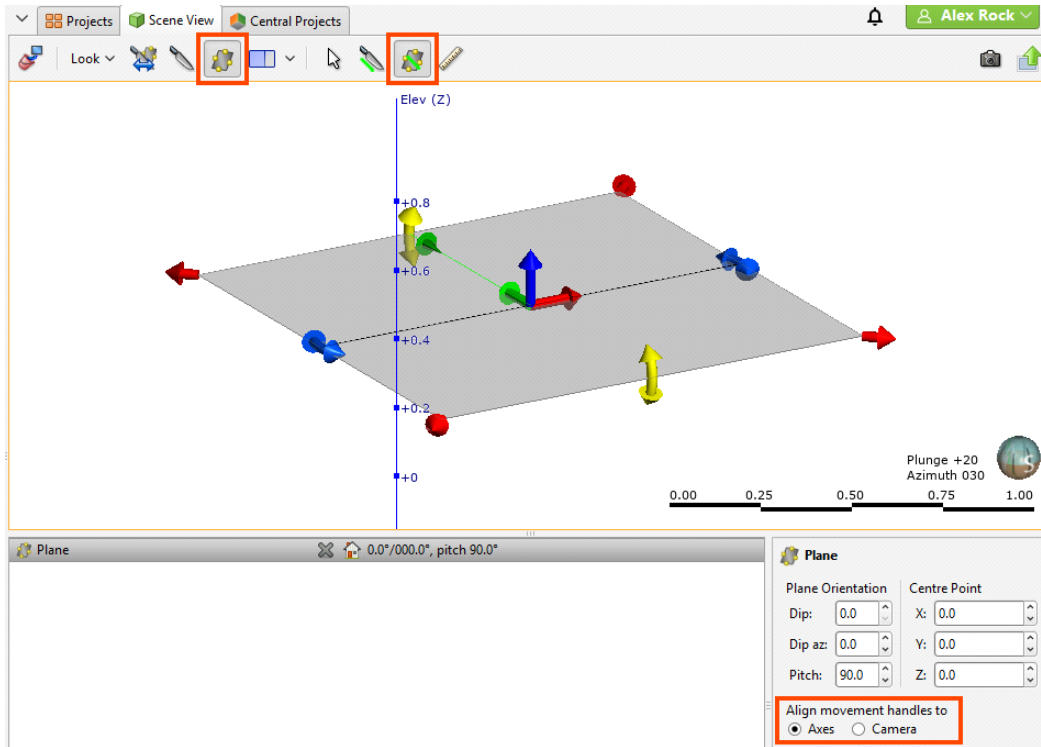 Projects Scene View Central Projects Alex Rock
Look
Elev (Z)
+0.8
+0.6
+0.4
+0.2
+0
S
Plunge +20
Azimuth 030
0.00 0.25 0.50 0.75 1.00
Plane 0.0°/000.0°, pitch 90.0°
Plane
Plane Orientation Centre Point
Dip: 0.0 X: 0.0
Dip az: 0.0 Y: 0.0
Pitch: 90.0 Z: 0.0
Align movement handles to
Axes Camera